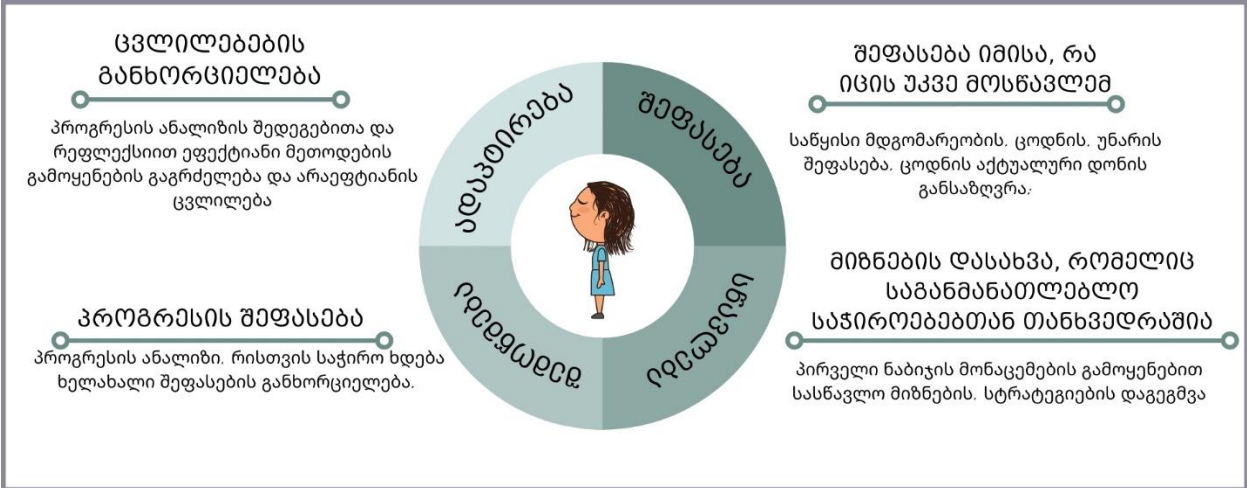 ცვლილებების
განხორციელება
პროგრესის ანალიზის შედეგებითა და
რეფლექსიით ეფექტიანი მეთოდების
გამოყენების გაგრძელება და არაეფტიანის
ცვლილება
პროგრესის შეფასება
პროგრესის ანალიზი. რისთვის საჭირო ხდება
ხელახალი შეფასების განხორციელება.
ადაპტირება
შეფასება
შეფასება იმისა, რა
იცის უკვე მოსწავლემ
საწყისი მდგომარეობის. ცოდნის. უნარის
შეფასება. ცოდნის აქტუალური დონის
განსაზღვრა:
მიზნების დასახვა, რომელიც
საგანმანათლებლო
საჭიროებებთან თანხვედრაშია
პირველი ნაბიჯის მონაცემების გამოყენებით
სასწავლო მიზნების. სტრატეგიების დაგეგმვა